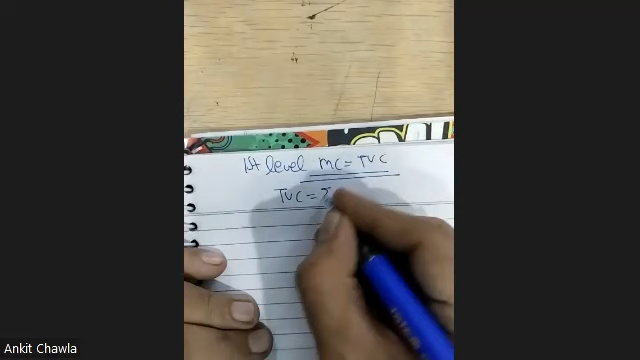 1st level MC = TVC
TVC = Σ
Ankit Chawla